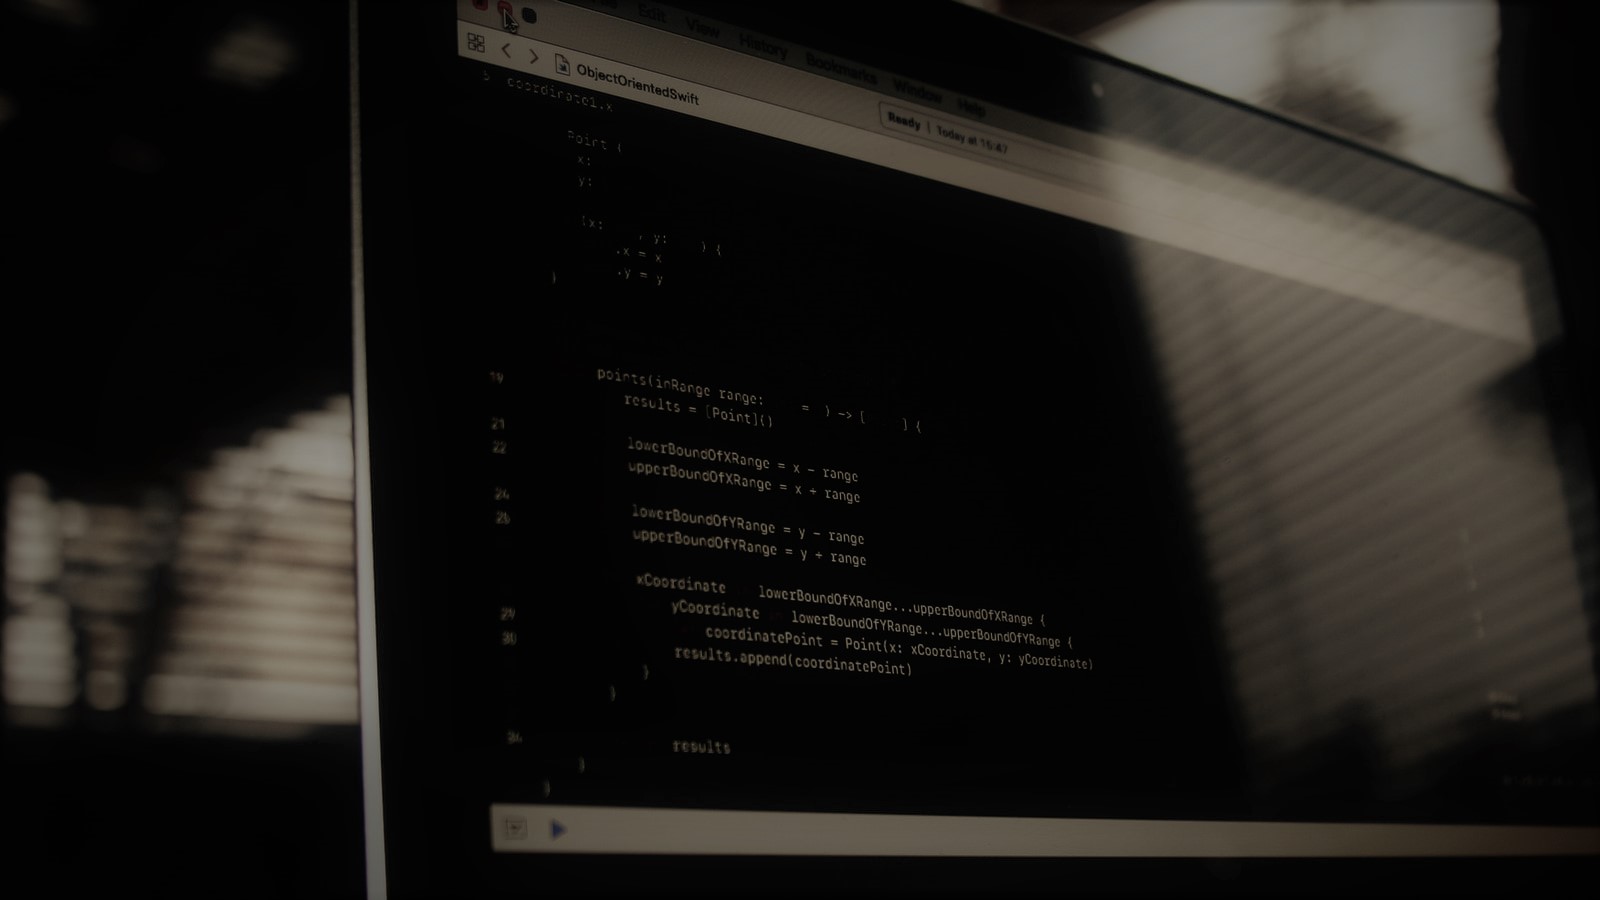 Edit View History Bookmarks Window Help
ObjectOrientedSwift
Ready | Today at 15:47
5 coordinate1.x
Point {
x:
y:
(x: , y: ) {
.x = x
.y = y
}
19 points(inRange range: = ) -> [ ] {
results = [Point]()
21
22 lowerBoundOfXRange = x - range
upperBoundOfXRange = x + range
24
25 lowerBoundOfYRange = y - range
upperBoundOfYRange = y + range
xCoordinate lowerBoundOfXRange...upperBoundOfXRange {
29 yCoordinate lowerBoundOfYRange...upperBoundOfYRange {
30 coordinatePoint = Point(x: xCoordinate, y: yCoordinate)
results.append(coordinatePoint)
}
}
results
}
}